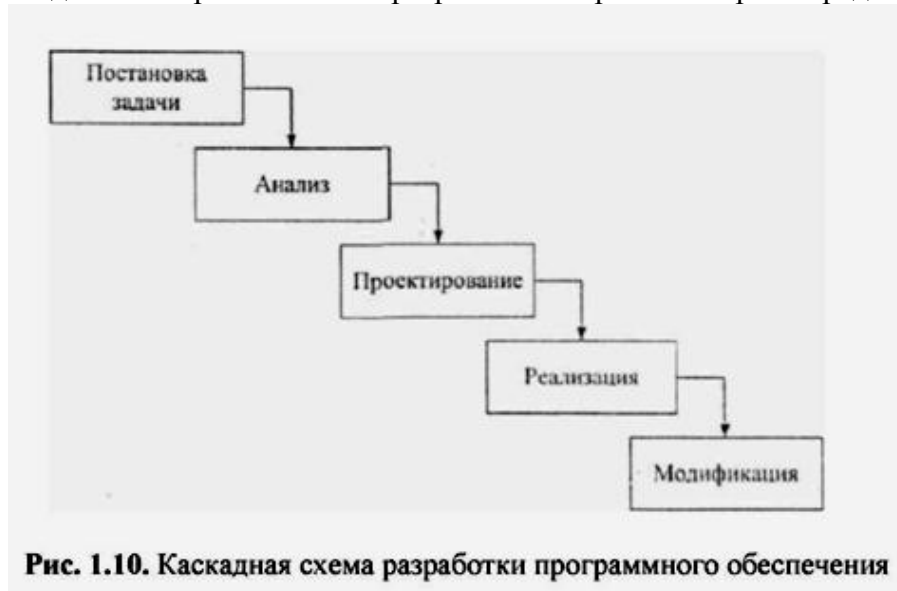 Постановка
задачи
Анализ
Проектирование
Реализация
Модификация
Рис. 1.10. Каскадная схема разработки программного обеспечения